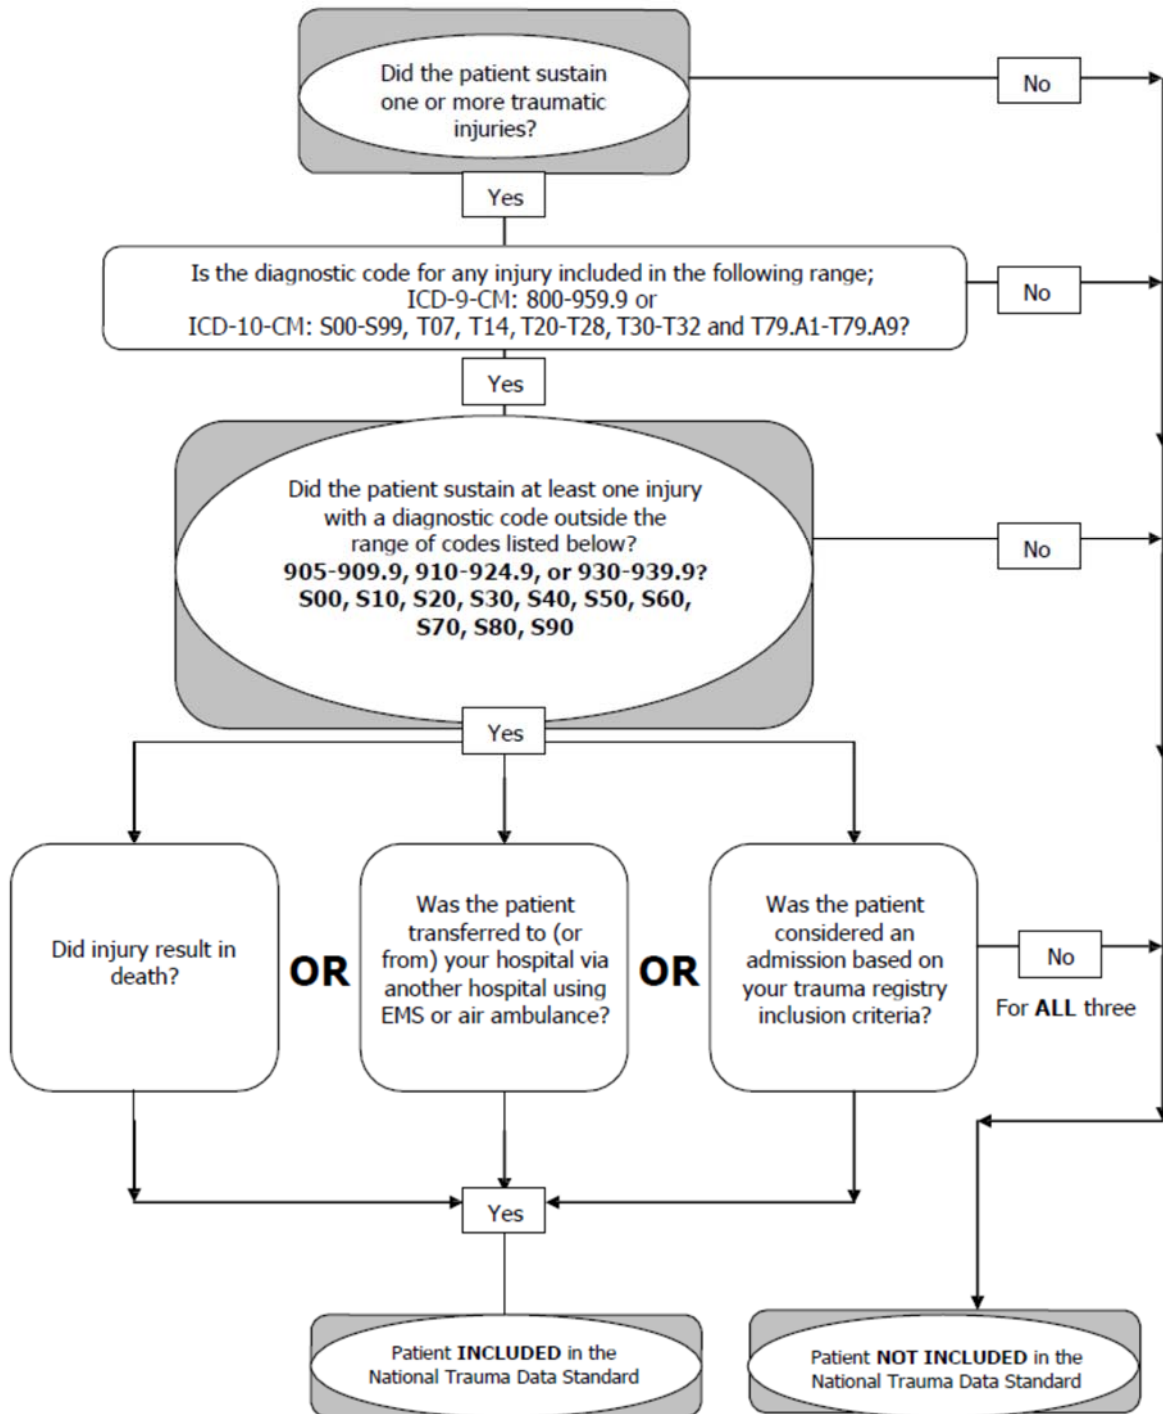 Did the patient sustain
one or more traumatic
injuries?
No
Yes
Is the diagnostic code for any injury included in the following range;
ICD-9-CM: 800-959.9 or
ICD-10-CM: S00-S99, T07, T14, T20-T28, T30-T32 and T79.A1-T79.A9?
No
Yes
Did the patient sustain at least one injury
with a diagnostic code outside the
range of codes listed below?
905-909.9, 910-924.9, or 930-939.9?
S00, S10, S20, S30, S40, S50, S60,
S70, S80, S90
No
Yes
Did injury result in
death?
OR
Was the patient
transferred to (or
from) your hospital via
another hospital using
EMS or air ambulance?
OR
Was the patient
considered an
admission based on
your trauma registry
inclusion criteria?
No
For ALL three
Yes
Patient INCLUDED in the
National Trauma Data Standard
Patient NOT INCLUDED in the
National Trauma Data Standard